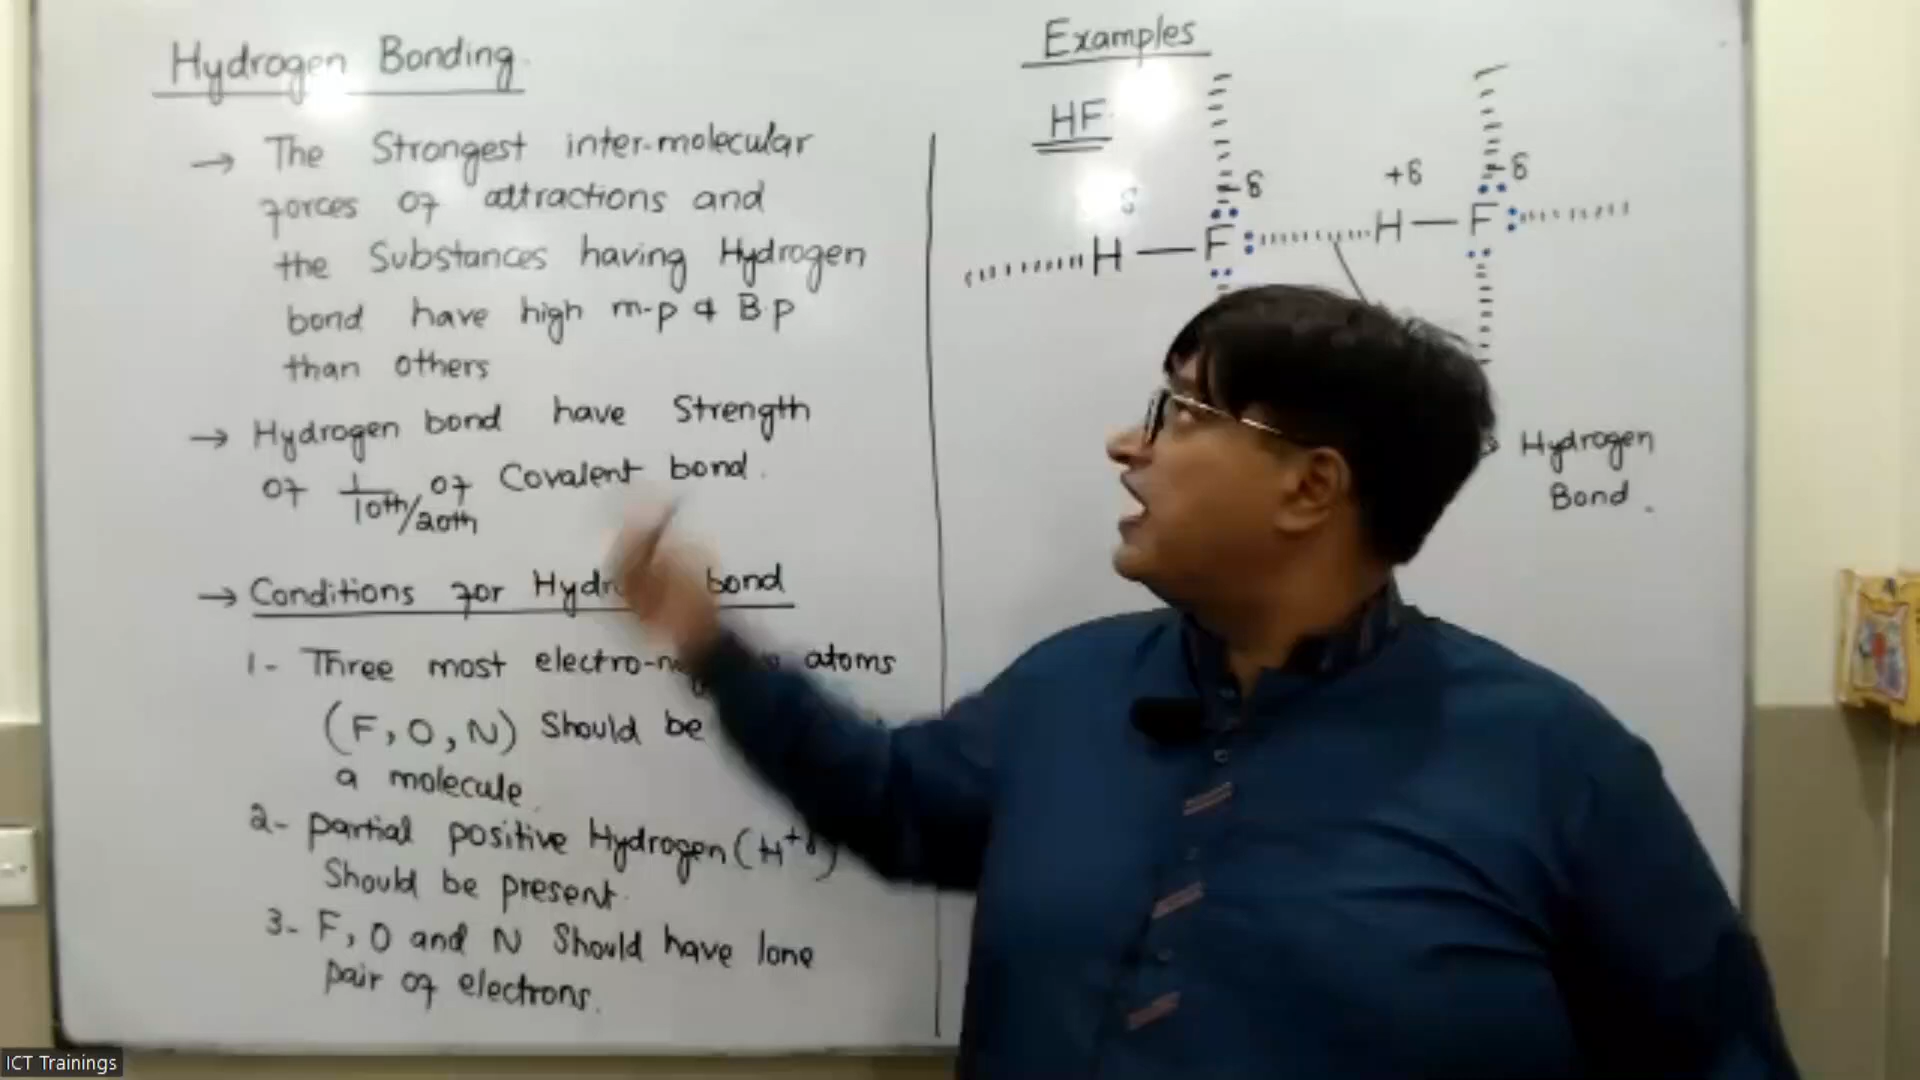 Hydrogen Bonding.
→ The Strongest inter-molecular
forces of attractions and
the Substances having Hydrogen
bond have high m-p & B.p
than others
→ Hydrogen bond have Strength
of 1/10th/20th of Covalent bond.
→ Conditions for bond
1- Three most atoms
(F, O, N) Should be
a molecule.
2- partial positive Hydrogen (H+δ)
Should be present.
3- F, O and N Should have lone
pair of electrons.
Examples
HF
δ -δ +δ -δ
H — F H — F
Hydrogen
Bond.
ICT Trainings